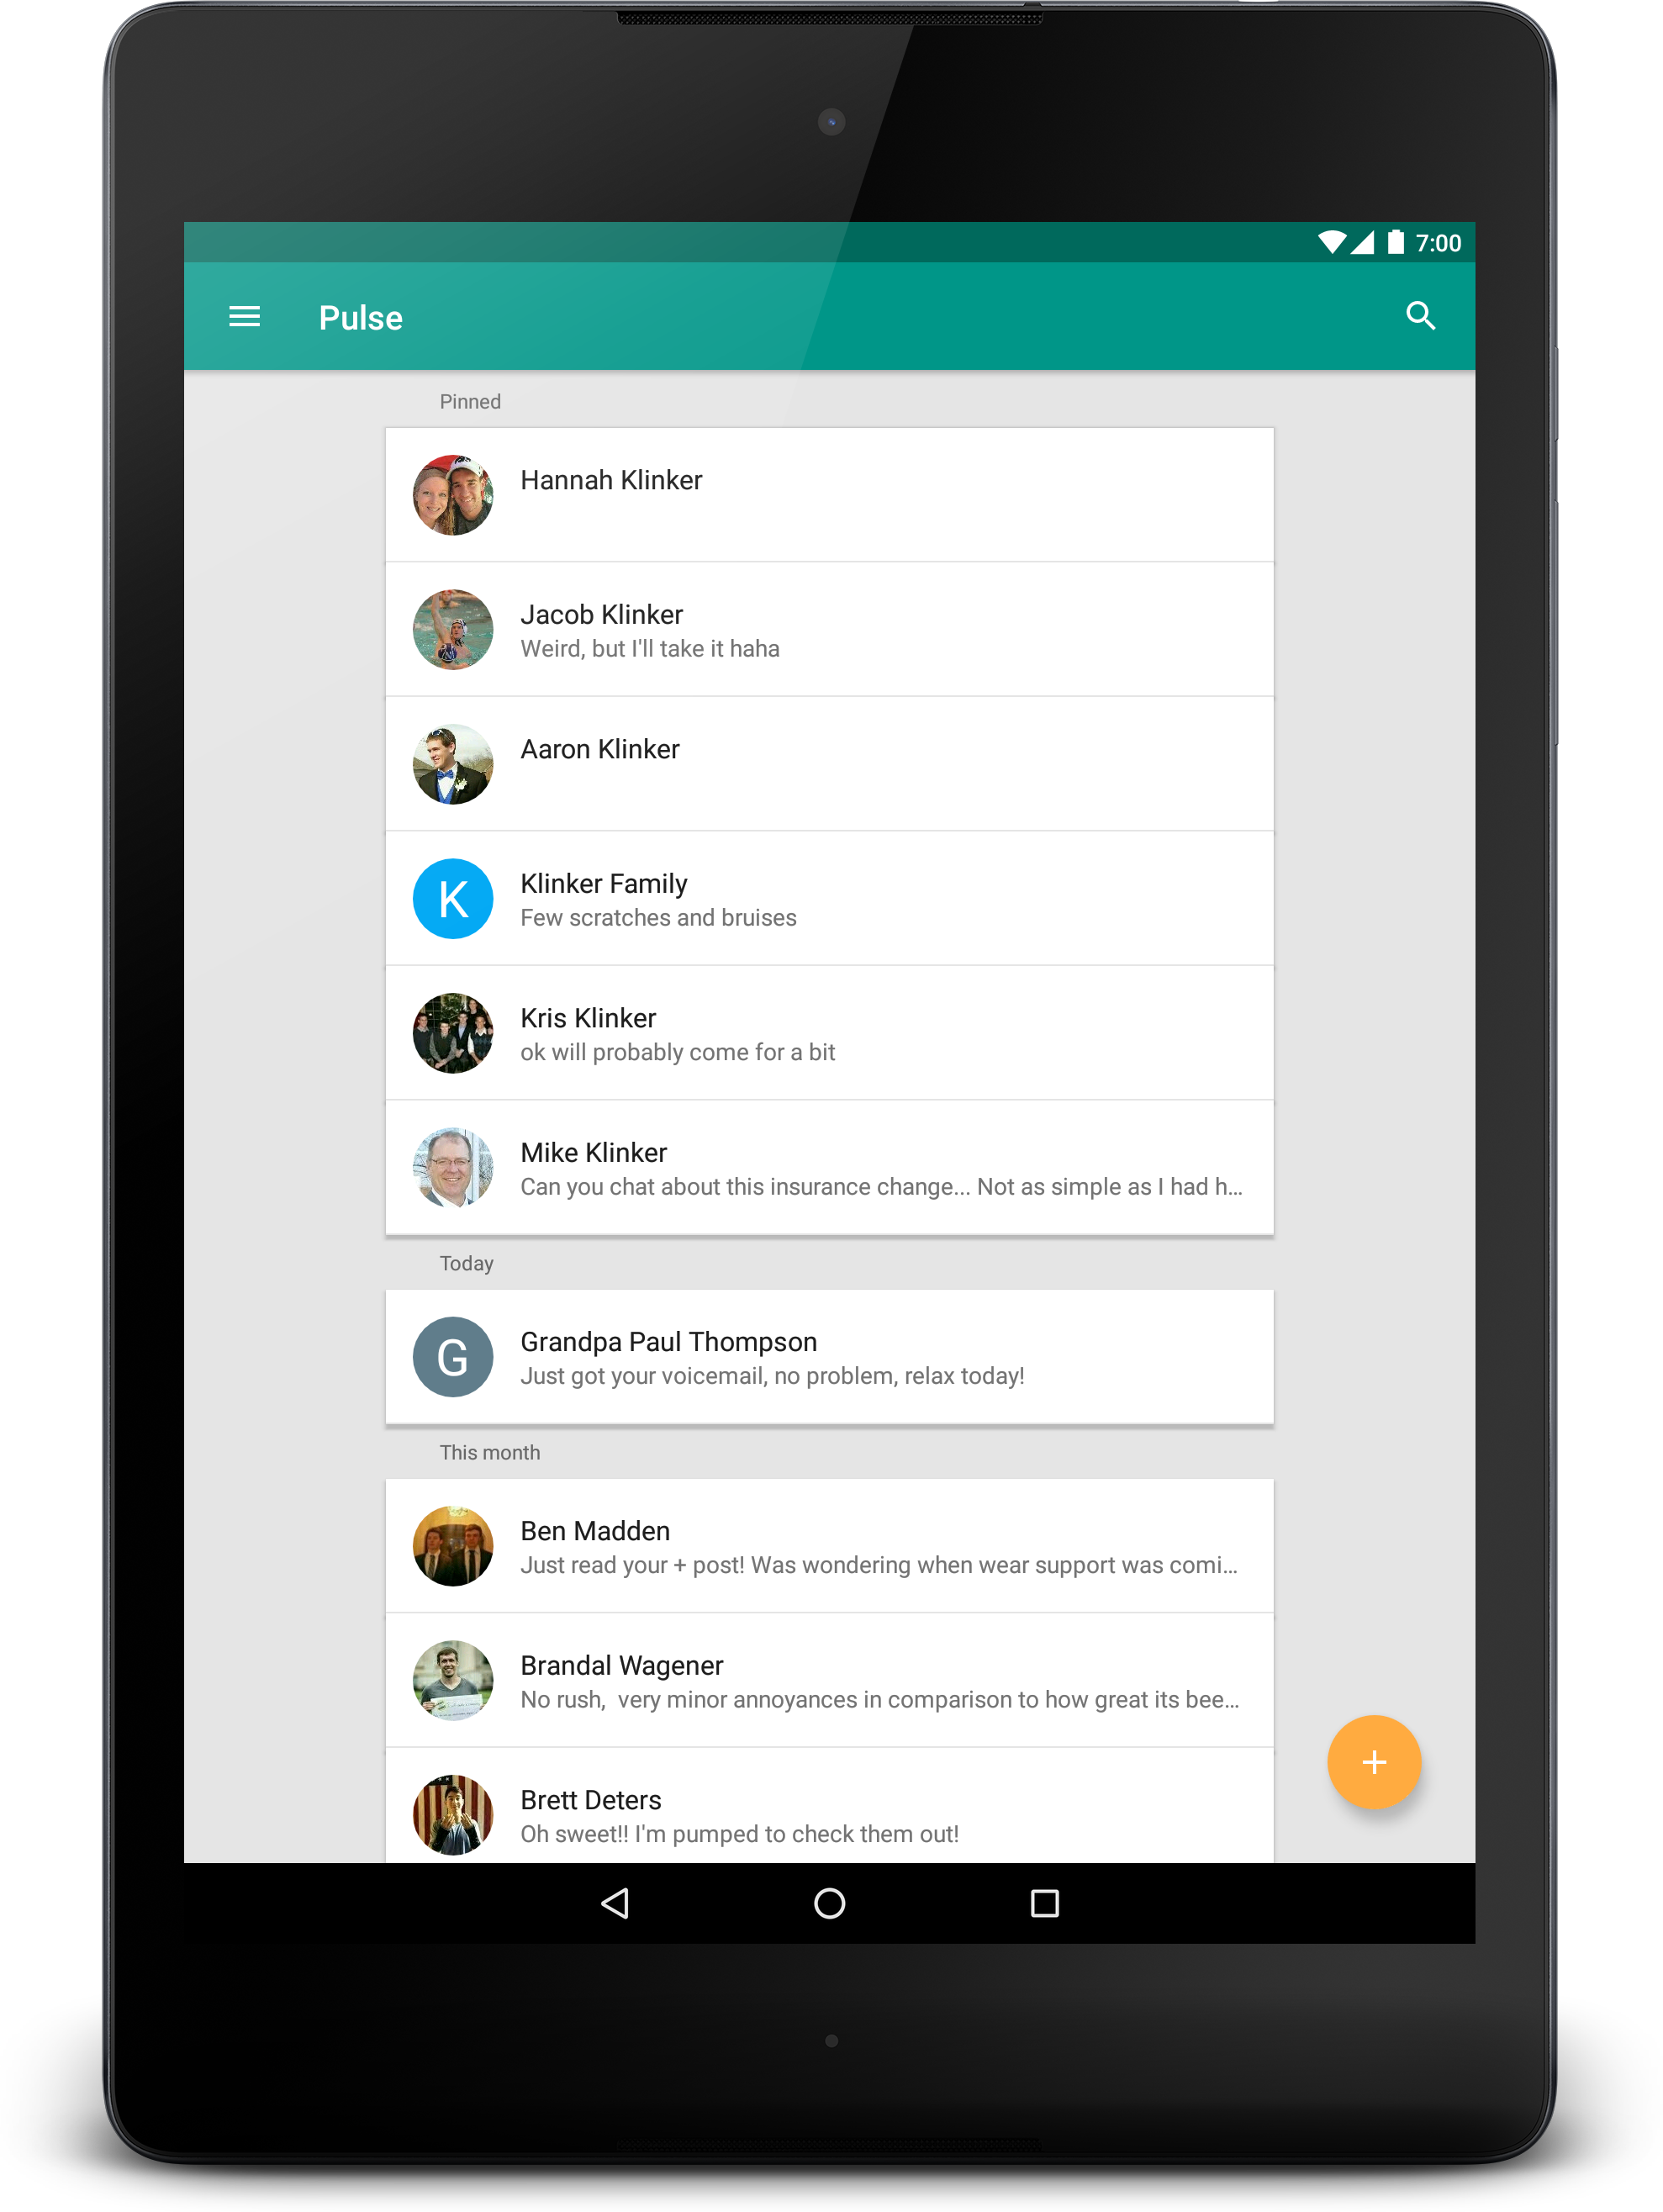 7:00
Pulse
Pinned
Hannah Klinker
Jacob Klinker
Weird, but I'll take it haha
Aaron Klinker
K
Klinker Family
Few scratches and bruises
Kris Klinker
ok will probably come for a bit
Mike Klinker
Can you chat about this insurance change... Not as simple as I had h...
Today
G
Grandpa Paul Thompson
Just got your voicemail, no problem, relax today!
This month
Ben Madden
Just read your + post! Was wondering when wear support was comi...
Brandal Wagener
No rush,  very minor annoyances in comparison to how great its bee...
Brett Deters
Oh sweet!! I'm pumped to check them out!